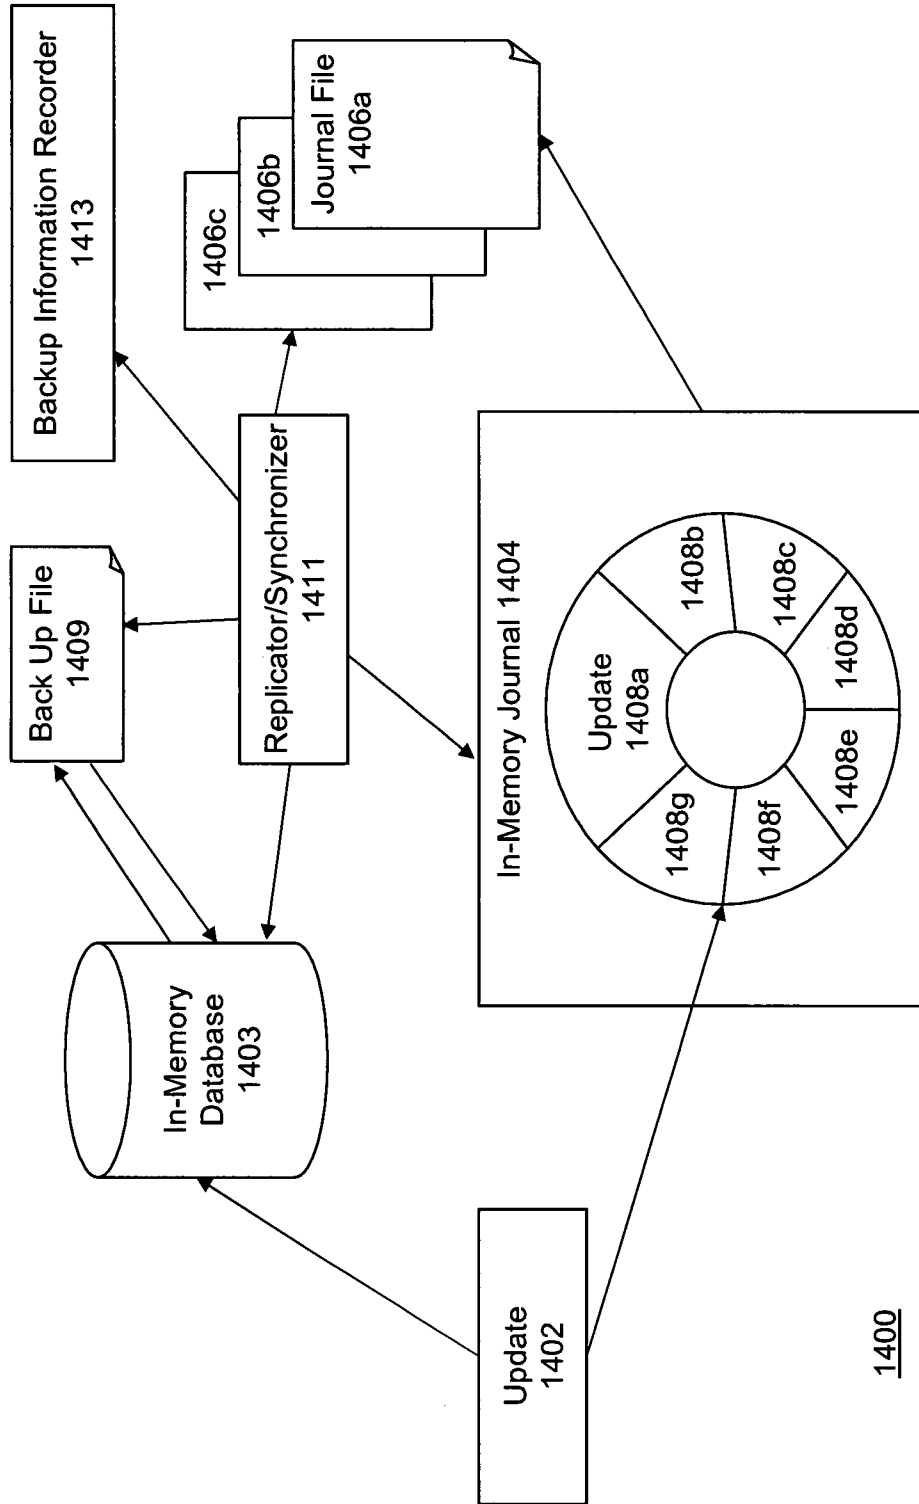 Backup Information Recorder
1413
Back Up File
1409
In-Memory
Database
1403
Replicator/Synchronizer
1411
1406c
1406b
Journal File
1406a
Update
1402
In-Memory Journal 1404
Update
1408a
1408b
1408c
1408d
1408e
1408f
1408g
1400